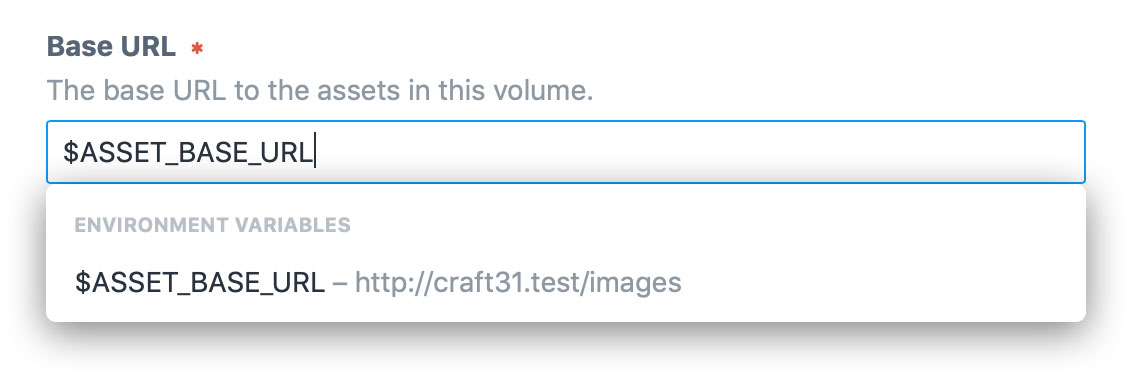 Base URL *
The base URL to the assets in this volume.
$ASSET_BASE_URL
ENVIRONMENT VARIABLES
$ASSET_BASE_URL – http://craft31.test/images